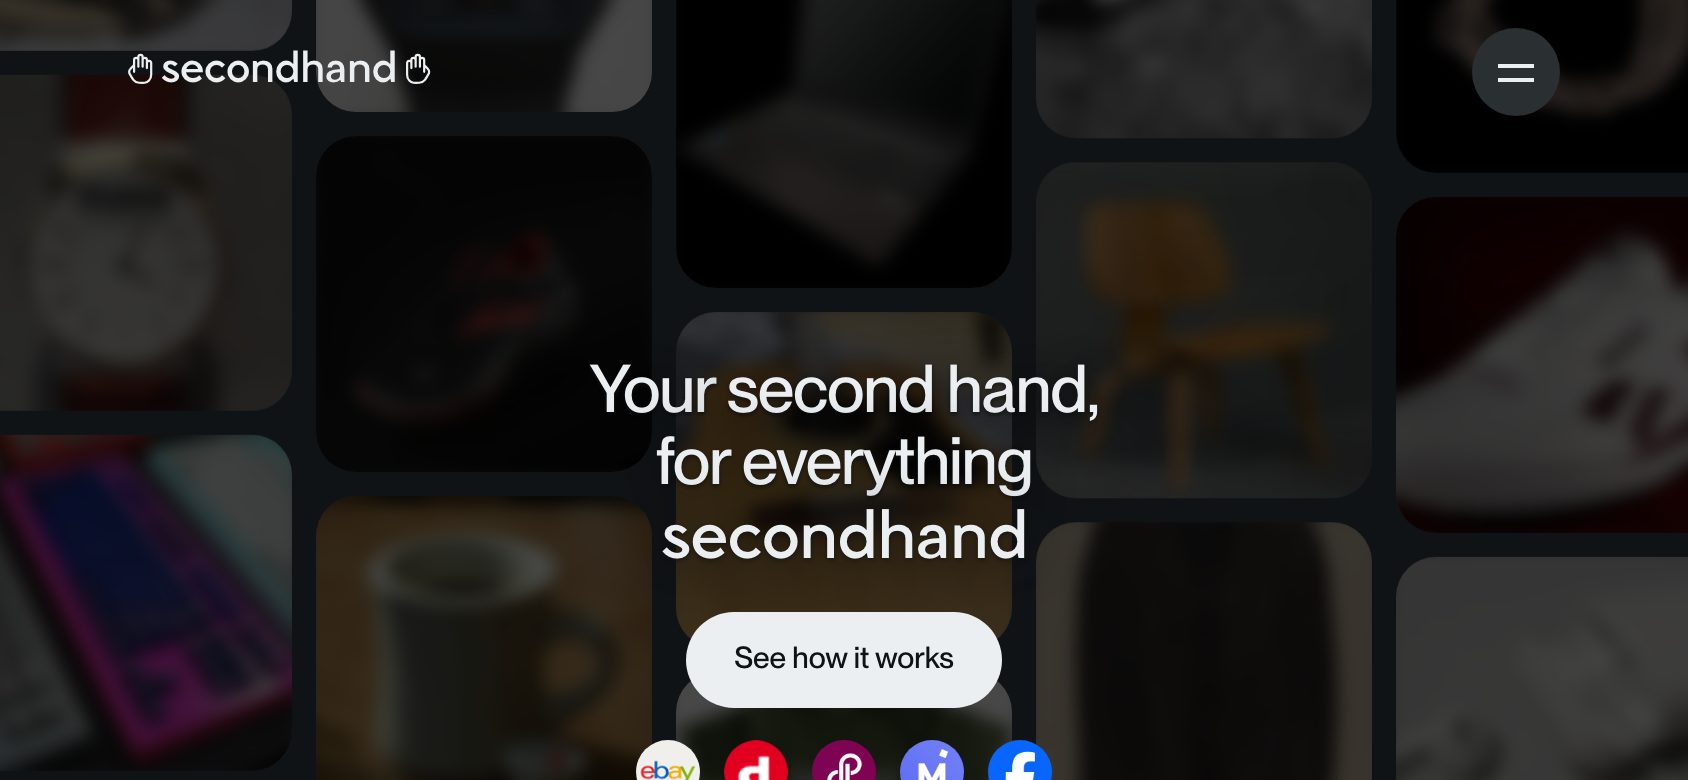 secondhand
Your second hand,
for everything
secondhand
See how it works
ebay
d
M
f